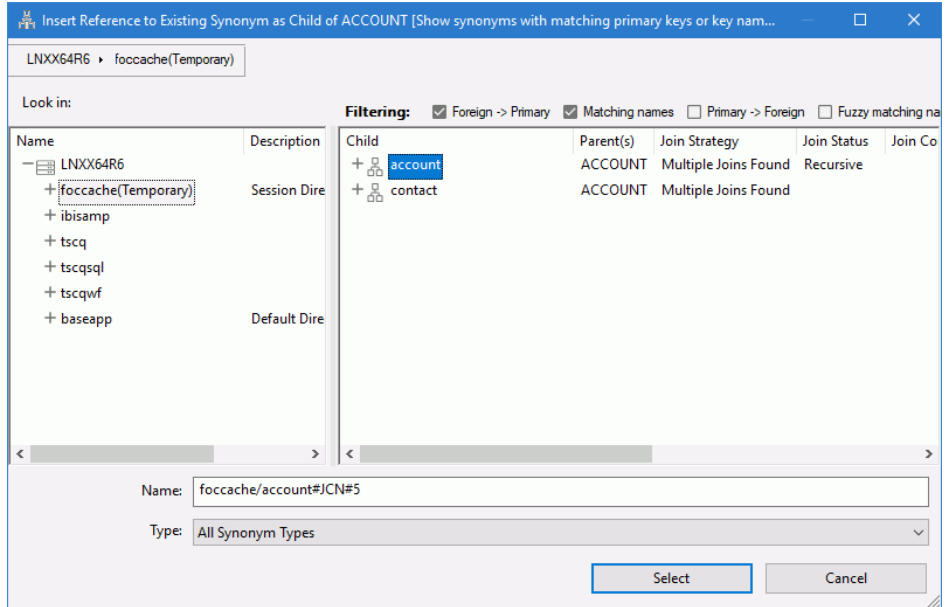 Insert Reference to Existing Synonym as Child of ACCOUNT [Show synonyms with matching primary keys or key nam...
LNXX64R6 ▸ foccache(Temporary)
Look in:
Filtering: Foreign -> Primary Matching names Primary -> Foreign Fuzzy matching na
Name Description
LNXX64R6
foccache(Temporary) Session Dire
ibisamp
tscq
tscqsql
tscqwf
baseapp Default Dire
Child Parent(s) Join Strategy Join Status Join Co
account ACCOUNT Multiple Joins Found Recursive
contact ACCOUNT Multiple Joins Found
Name: foccache/account#JCN#5
Type: All Synonym Types
Select Cancel